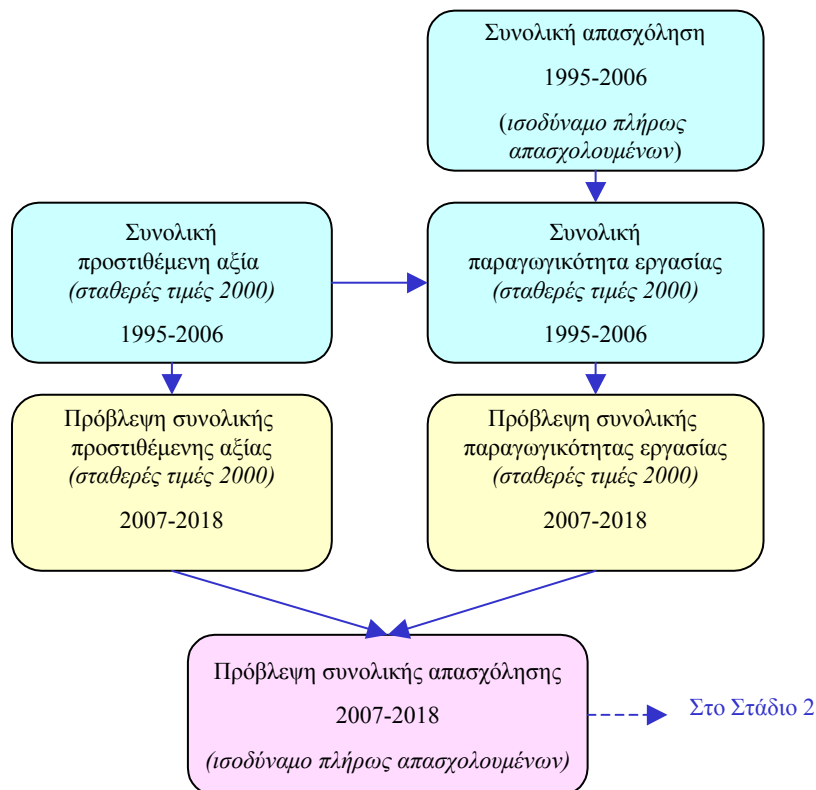 Συνολική απασχόληση
1995-2006
(ισοδύναμο πλήρως
απασχολουμένων)
Συνολική
προστιθέμενη αξία
(σταθερές τιμές 2000)
1995-2006
Συνολική
παραγωγικότητα εργασίας
(σταθερές τιμές 2000)
1995-2006
Πρόβλεψη συνολικής
προστιθέμενης αξίας
(σταθερές τιμές 2000)
2007-2018
Πρόβλεψη συνολικής
παραγωγικότητας εργασίας
(σταθερές τιμές 2000)
2007-2018
Πρόβλεψη συνολικής απασχόλησης
2007-2018
(ισοδύναμο πλήρως απασχολουμένων)
Στο Στάδιο 2